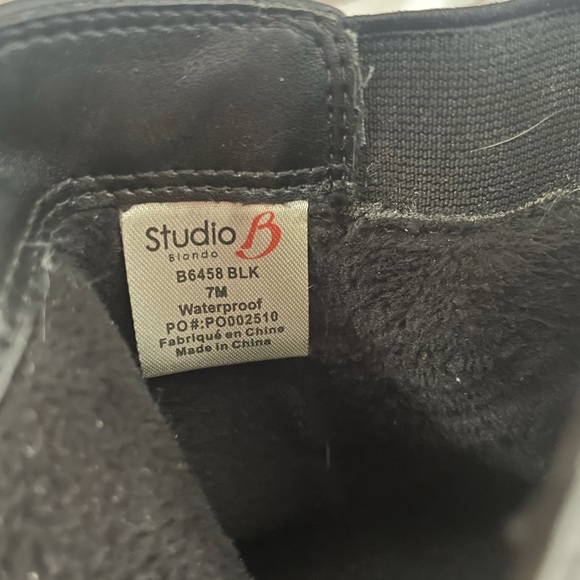 Studio B
Blondo
B6458 BLK
7M
Waterproof
PO#:PO002510
Fabriqué en Chine
Made in China